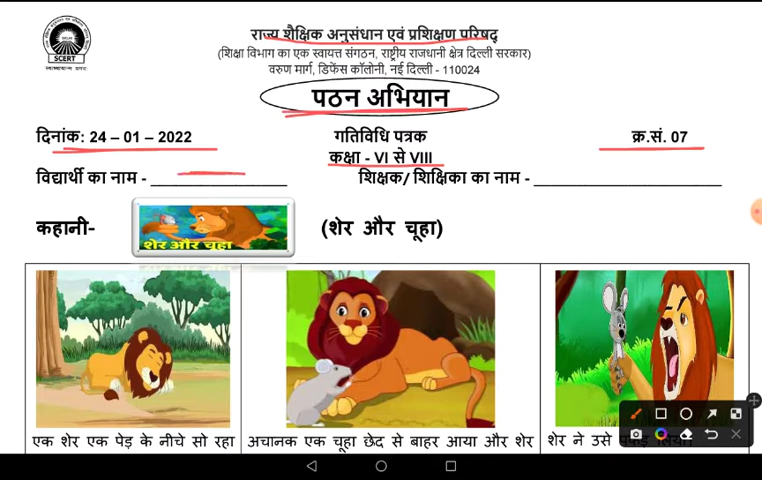 राज्य शैक्षिक अनुसंधान एवं प्रशिक्षण परिषद्
(शिक्षा विभाग का एक स्वायत्त संगठन, राष्ट्रीय राजधानी क्षेत्र दिल्ली सरकार)
वरुण मार्ग, डिफेंस कॉलोनी, नई दिल्ली - 110024
SCERT
पठन अभियान
दिनांक: 24 – 01 – 2022 गतिविधि पत्रक क्र.सं. 07
कक्षा - VI से VIII
विद्यार्थी का नाम - ________________ शिक्षक/ शिक्षिका का नाम - ______________________
कहानी- शेर और चूहा (शेर और चूहा)
एक शेर एक पेड़ के नीचे सो रहा
अचानक एक चूहा छेद से बाहर आया और शेर
शेर ने उसे